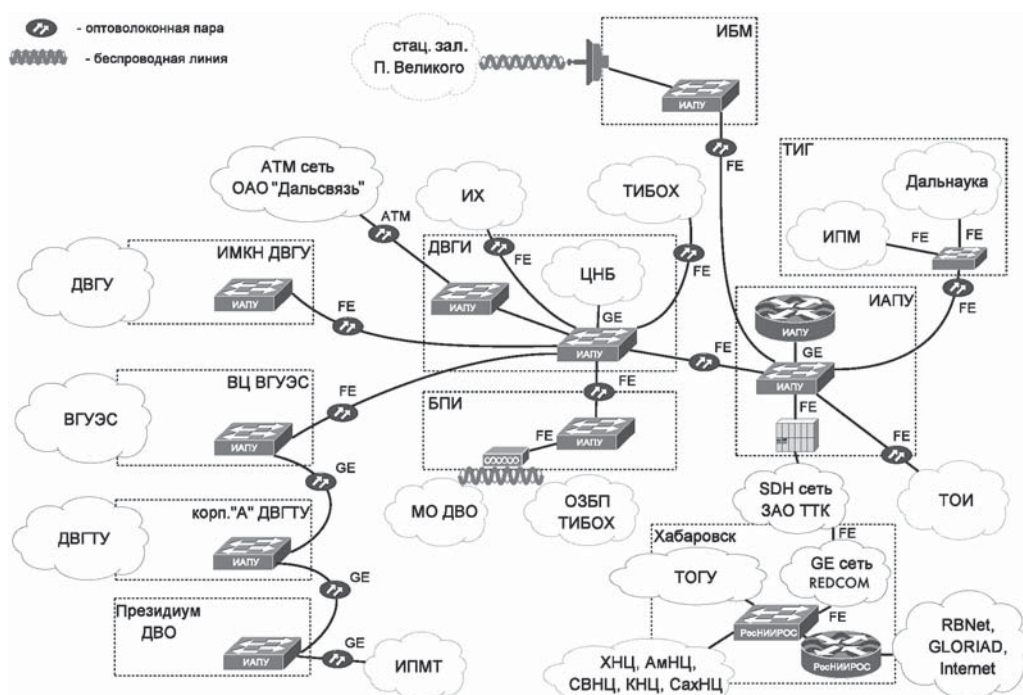 - оптоволоконная пара
- беспроводная линия
стац. зал.
П. Великого
ИБМ
ИАПУ
FE
ТИГ
Дальнаука
ИПМ
FE
FE
FE
АТМ сеть
ОАО "Дальсвязь"
АТМ
ИХ
FE
ТИБОХ
FE
ДВГИ
ЦНБ
GE
ИАПУ
ИАПУ
ИМКН ДВГУ
ДВГУ
ИАПУ
FE
ИАПУ
ИАПУ
GE
ИАПУ
FE
FE
FE
ВЦ ВГУЭС
ВГУЭС
ИАПУ
FE
GE
БПИ
FE
FE
ИАПУ
МО ДВО
ОЗБП
ТИБОХ
SDH сеть
ЗАО ТТК
FE
ТОИ
корп."А" ДВГТУ
ДВГТУ
ИАПУ
GE
Хабаровск
ТОГУ
GE сеть
REDCOM
FE
РосНИИРОС
РосНИИРОС
RBNet,
GLORIAD,
Internet
ХНЦ, АмНЦ,
СВНЦ, КНЦ, СахНЦ
Президиум
ДВО
ИАПУ
GE
ИПМТ